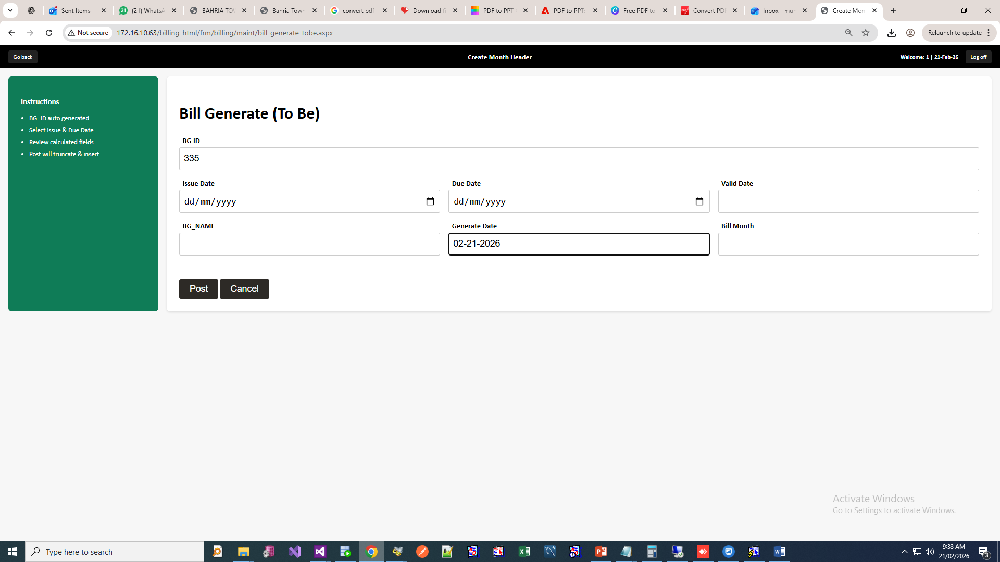 Sent Items -
(21) WhatsA
BAHRIA TOW
Bahria Town
convert pdf
Download fi
PDF to PPT
PDF to PPT:
Free PDF to
Convert PDF
Inbox - muh
Create Mon
Not secure
172.16.10.63/billing_html/frm/billing/maint/bill_generate_tobe.aspx
Relaunch to update
Go back
Create Month Header
Welcome: 1 | 21-Feb-26
Log off
Instructions
• BG_ID auto generated
• Select Issue & Due Date
• Review calculated fields
• Post will truncate & insert
Bill Generate (To Be)
BG ID
335
Issue Date
Due Date
Valid Date
dd/mm/yyyy
dd/mm/yyyy
BG_NAME
Generate Date
Bill Month
02-21-2026
Post
Cancel
Activate Windows
Go to Settings to activate Windows.
Type here to search
9:33 AM
21/02/2026
3